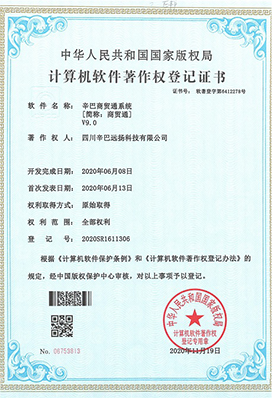 中华人民共和国国家版权局
计算机软件著作权登记证书
证书号： 软著登字第6412278号
软件名称： 辛巴商贸通系统
[简称：商贸通]
V9.0
著作权人： 四川辛巴远扬科技有限公司
开发完成日期： 2020年06月08日
首次发表日期： 2020年06月13日
权利取得方式： 原始取得
权利范围： 全部权利
登记号： 2020SR1611306
根据《计算机软件保护条例》和《计算机软件著作权登记办法》的
规定，经中国版权保护中心审核，对以上事项予以登记。
中华人民共和国国家版权局
计算机软件著作权
登记专用章
No. 06753813
2020年11月19日